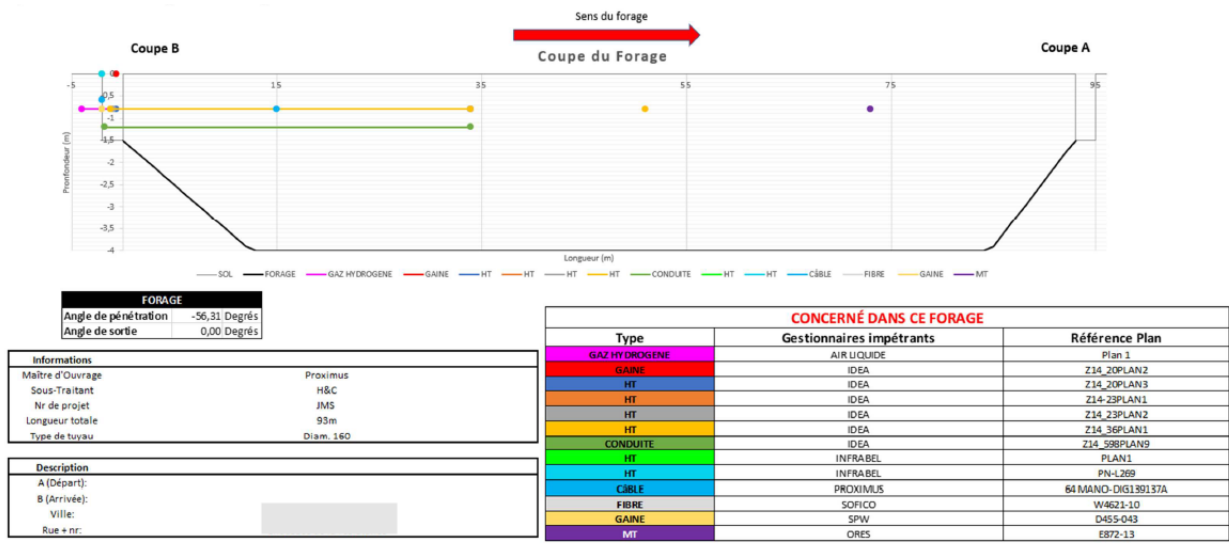 Sens du forage
Coupe B
Coupe A
Coupe du Forage
-5 0 15 35 55 75 95
-0,5
-1
-1,5
-2
-2,5
-3
-3,5
-4
Pronfondeur (m)
Longueur (m)
SOL FORAGE GAZ HYDROGENE GAINE HT HT HT HT CONDUITE HT HT CÂBLE FIBRE GAINE MT
FORAGE
Angle de pénétration -56,31 Degrés
Angle de sortie 0,00 Degrés
Informations
Maître d'Ouvrage Proximus
Sous-Traitant H&C
Nr de projet JMS
Longueur totale 93m
Type de tuyau Diam. 160
Description
A (Départ):
B (Arrivée):
Ville:
Rue + nr:
CONCERNÉ DANS CE FORAGE
Type Gestionnaires impétrants Référence Plan
GAZ HYDROGENE AIR LIQUIDE Plan 1
GAINE IDEA Z14_20PLAN2
HT IDEA Z14_20PLAN3
HT IDEA Z14-23PLAN1
HT IDEA Z14_23PLAN2
HT IDEA Z14_36PLAN1
CONDUITE IDEA Z14_598PLAN9
HT INFRABEL PLAN1
HT INFRABEL PN-L269
CÂBLE PROXIMUS 64 MANO-DIG139137A
FIBRE SOFICO W4621-10
GAINE SPW D455-043
MT ORES E872-13